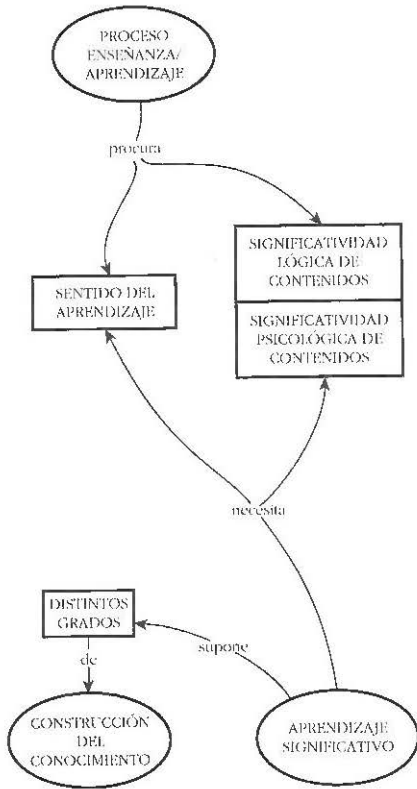 PROCESO
ENSEÑANZA/
APRENDIZAJE
procura
SIGNIFICATIVIDAD
LÓGICA DE
CONTENIDOS
SENTIDO DEL
APRENDIZAJE
SIGNIFICATIVIDAD
PSICOLÓGICA DE
CONTENIDOS
necesita
DISTINTOS
GRADOS
supone
de
CONSTRUCCIÓN
DEL
CONOCIMIENTO
APRENDIZAJE
SIGNIFICATIVO